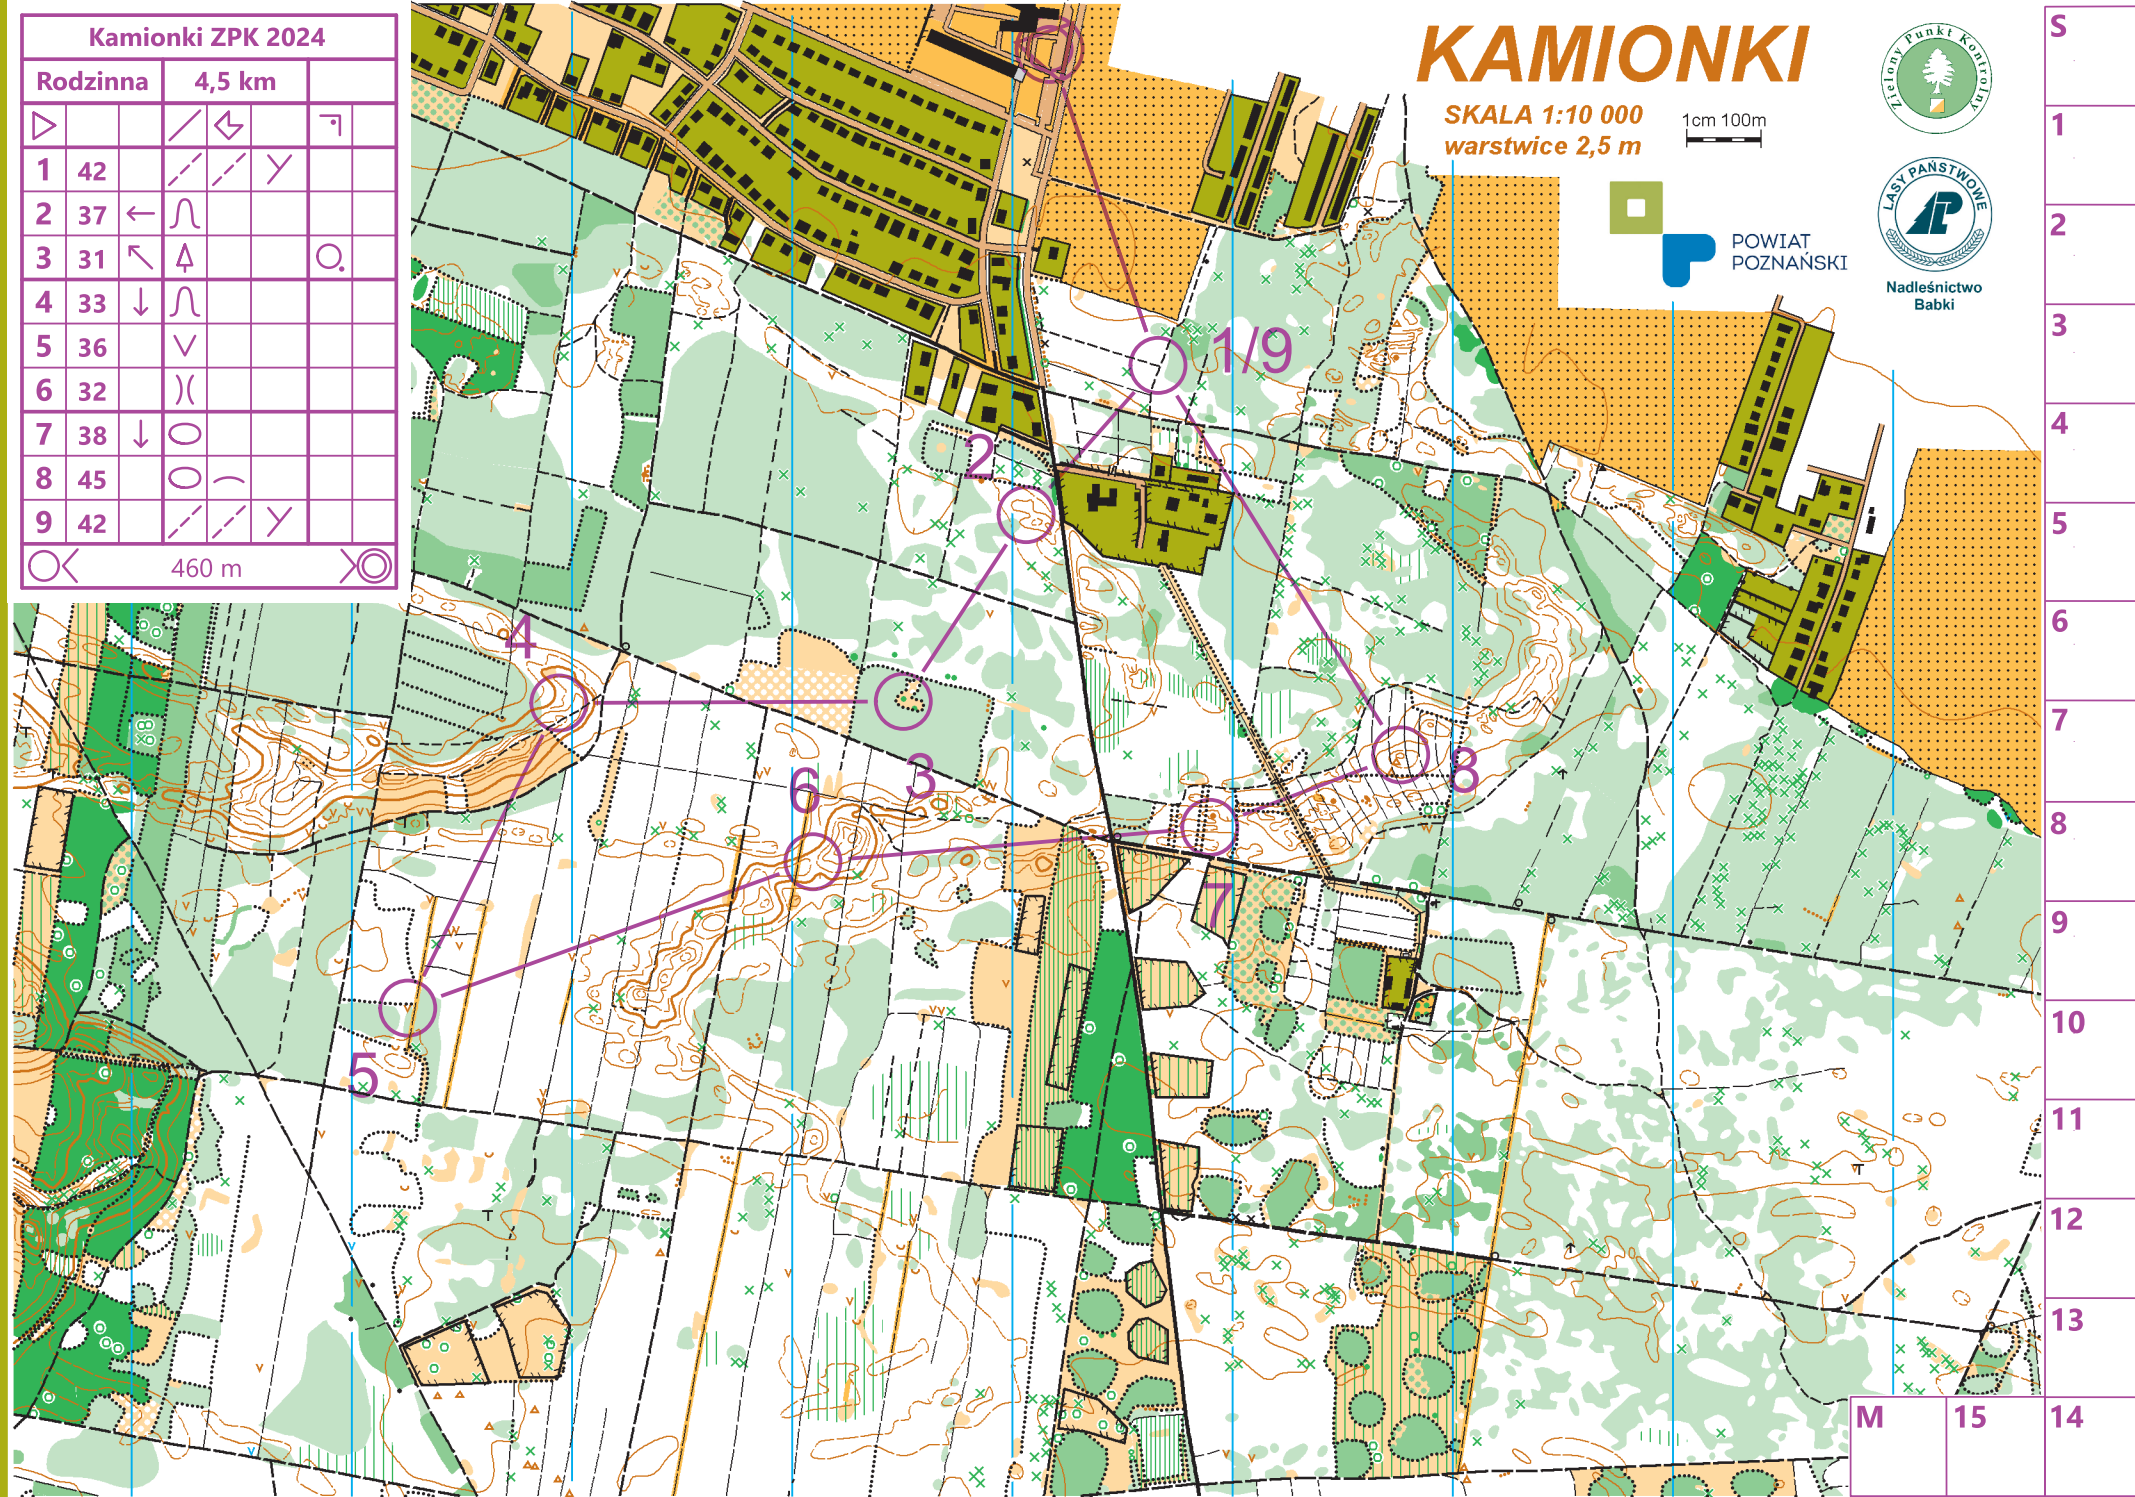 Kamionki ZPK 2024
Rodzinna 4,5 km
1 42
2 37
3 31
4 33
5 36
6 32
7 38
8 45
9 42
460 m
KAMIONKI
SKALA 1:10 000
warstwice 2,5 m
1cm 100m
Zielony Punkt Kontrolny
LASY PAŃSTWOWE
Nadleśnictwo
Babki
POWIAT
POZNAŃSKI
1/9
2
3
4
5
6
7
8
S
1
2
3
4
5
6
7
8
9
10
11
12
13
M 15 14